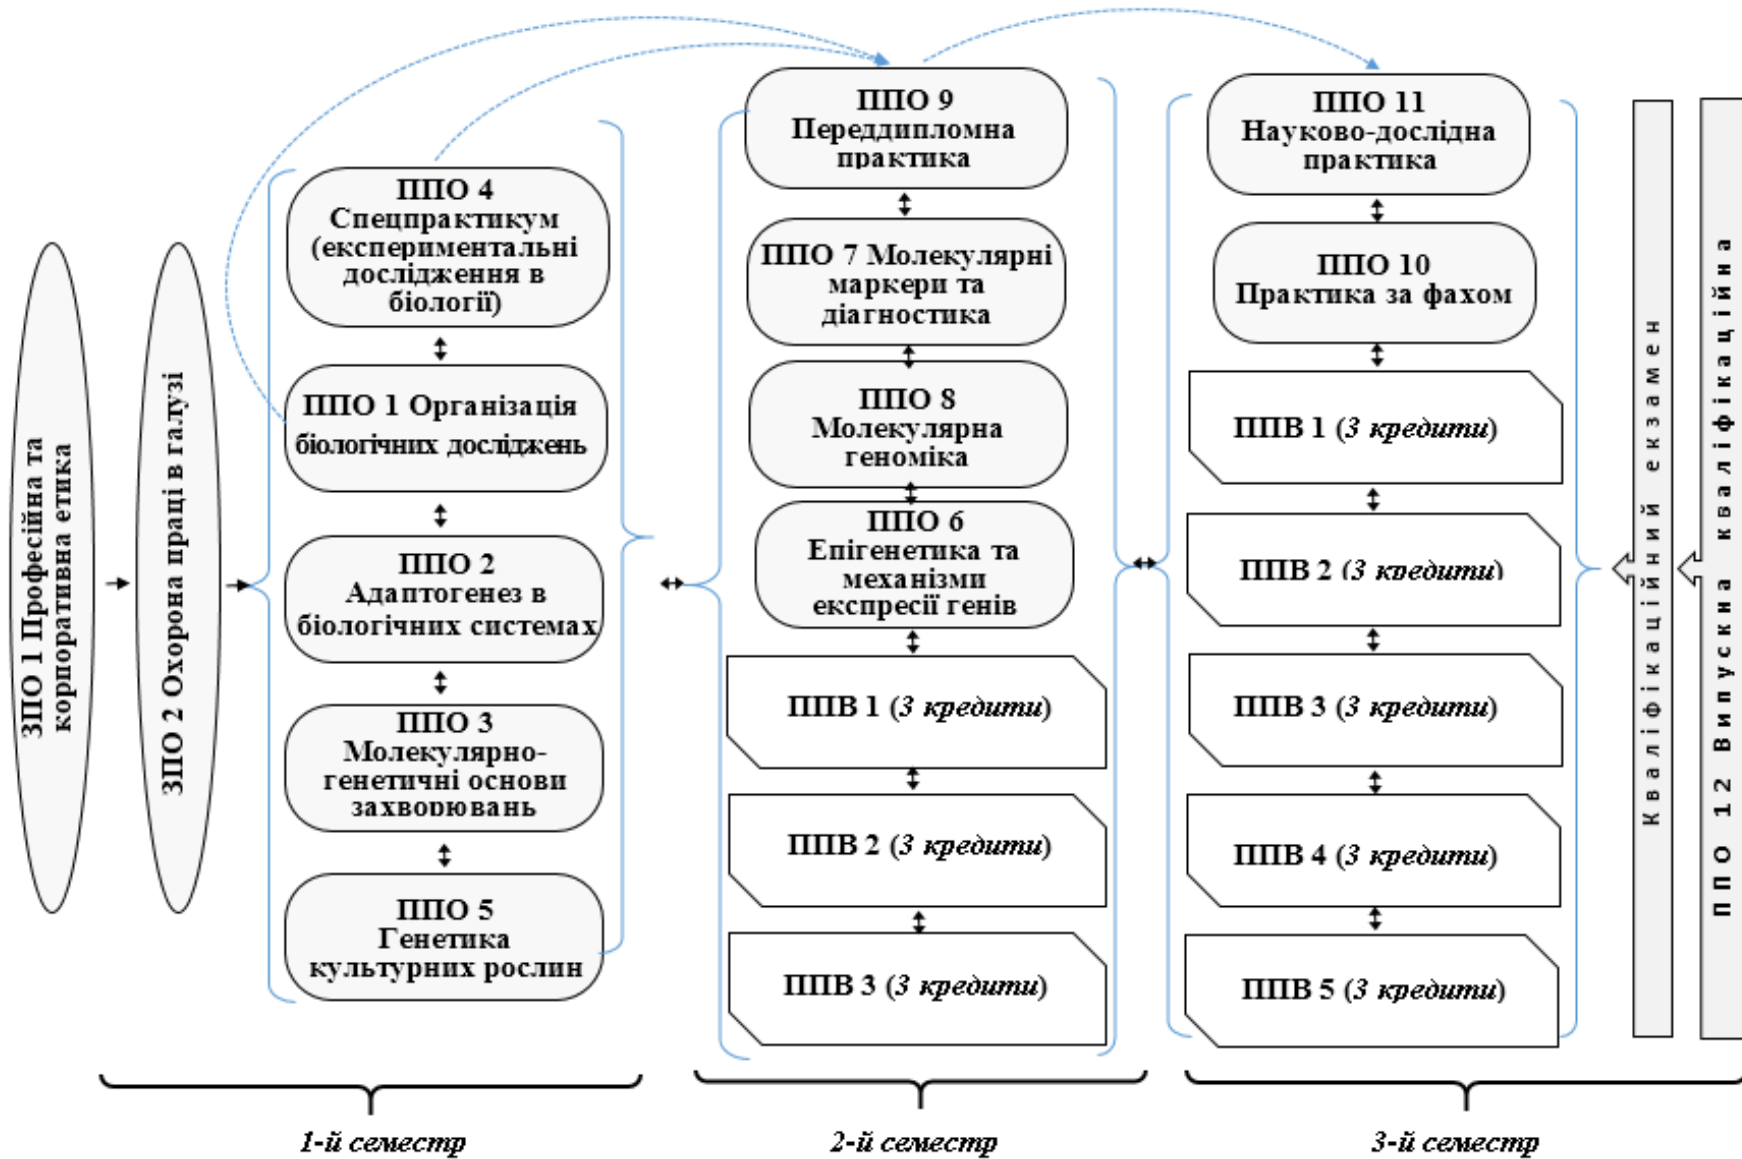 ЗПО 1 Професійна та
корпоративна етика
ЗПО 2 Охорона праці в галузі
ППО 4
Спецпрактикум
(експериментальні
дослідження в
біології)
ППО 1 Організація
біологічних досліджень
ППО 2
Адаптогенез в
біологічних системах
ППО 3
Молекулярно-
генетичні основи
захворювань
ППО 5
Генетика
культурних рослин
ППО 9
Переддипломна
практика
ППО 7 Молекулярні
маркери та
діагностика
ППО 8
Молекулярна
геноміка
ППО 6
Епігенетика та
механізми
експресії генів
ППВ 1 (3 кредити)
ППВ 2 (3 кредити)
ППВ 3 (3 кредити)
ППО 11
Науково-дослідна
практика
ППО 10
Практика за фахом
ППВ 1 (3 кредити)
ППВ 2 (3 кредити)
ППВ 3 (3 кредити)
ППВ 4 (3 кредити)
ППВ 5 (3 кредити)
Кваліфікаційний екзамен
ППО 12 Випускна кваліфікаційна
1-й семестр
2-й семестр
3-й семестр